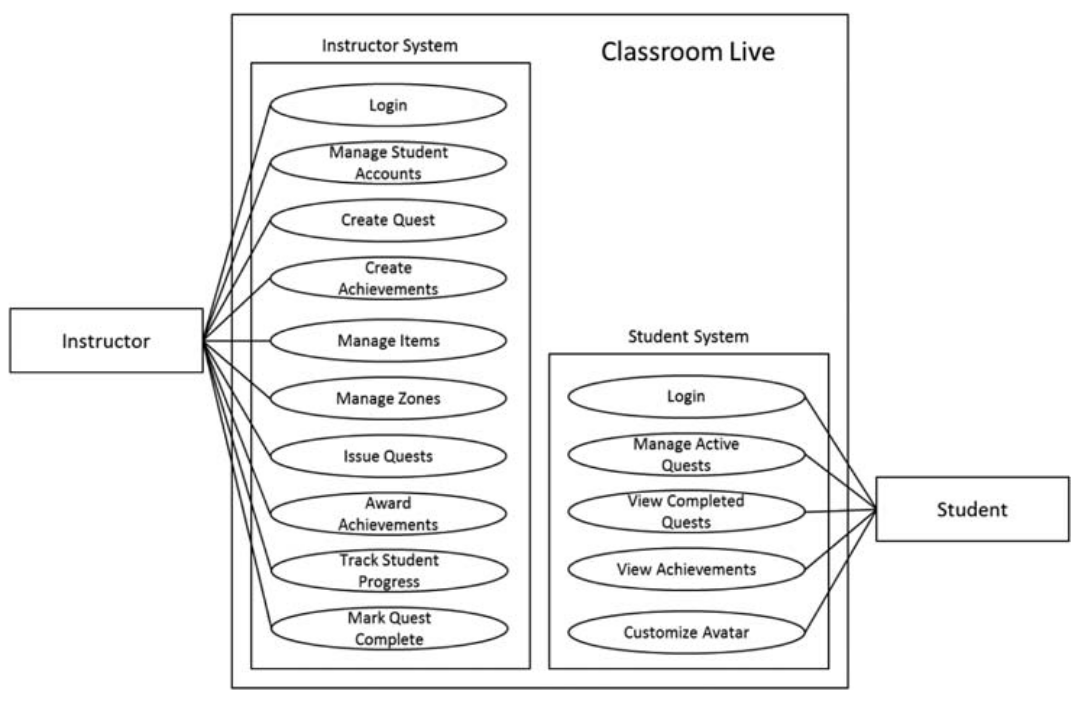 Classroom Live
Instructor System
Login
Manage Student
Accounts
Create Quest
Create
Achievements
Manage Items
Manage Zones
Issue Quests
Award
Achievements
Track Student
Progress
Mark Quest
Complete
Instructor
Student System
Login
Manage Active
Quests
View Completed
Quests
View Achievements
Customize Avatar
Student